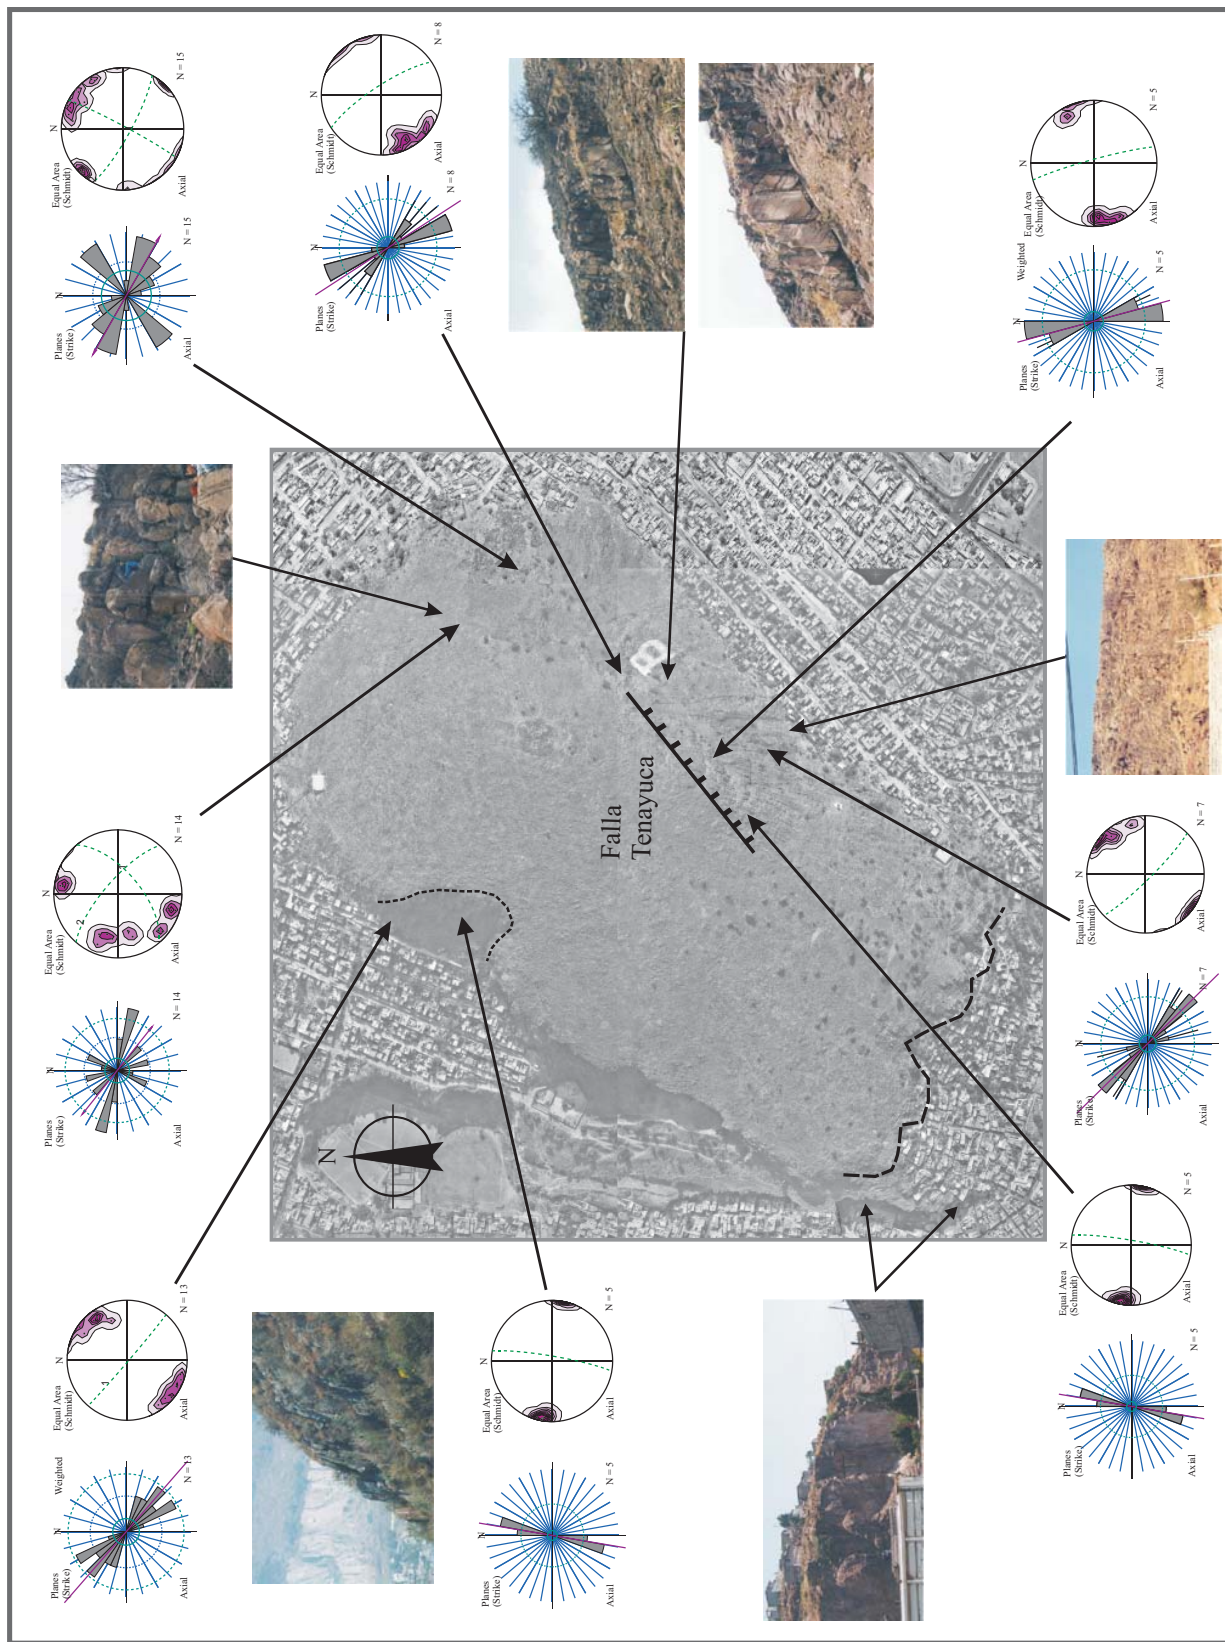 Equal Area
(Schmidt)
N
Axial
N = 15
Planes
(Strike)
N
Axial
N = 15
Equal Area
(Schmidt)
N
Axial
N = 8
Planes
(Strike)
N
Axial
N = 8
Equal Area
(Schmidt)
N
Axial
N = 5
Planes
(Strike)
N
Weighted
Axial
N = 5
Equal Area
(Schmidt)
N
2
1
Axial
N = 14
Planes
(Strike)
N
Axial
N = 14
Falla
Tenayuca
N
Equal Area
(Schmidt)
N
Axial
N = 7
Planes
(Strike)
N
Axial
N = 7
Equal Area
(Schmidt)
N
1
Axial
N = 13
Planes
(Strike)
N
Weighted
Axial
N = 13
Equal Area
(Schmidt)
N
Axial
N = 5
Planes
(Strike)
N
Axial
N = 5
Equal Area
(Schmidt)
N
Axial
N = 5
Planes
(Strike)
N
Axial
N = 5